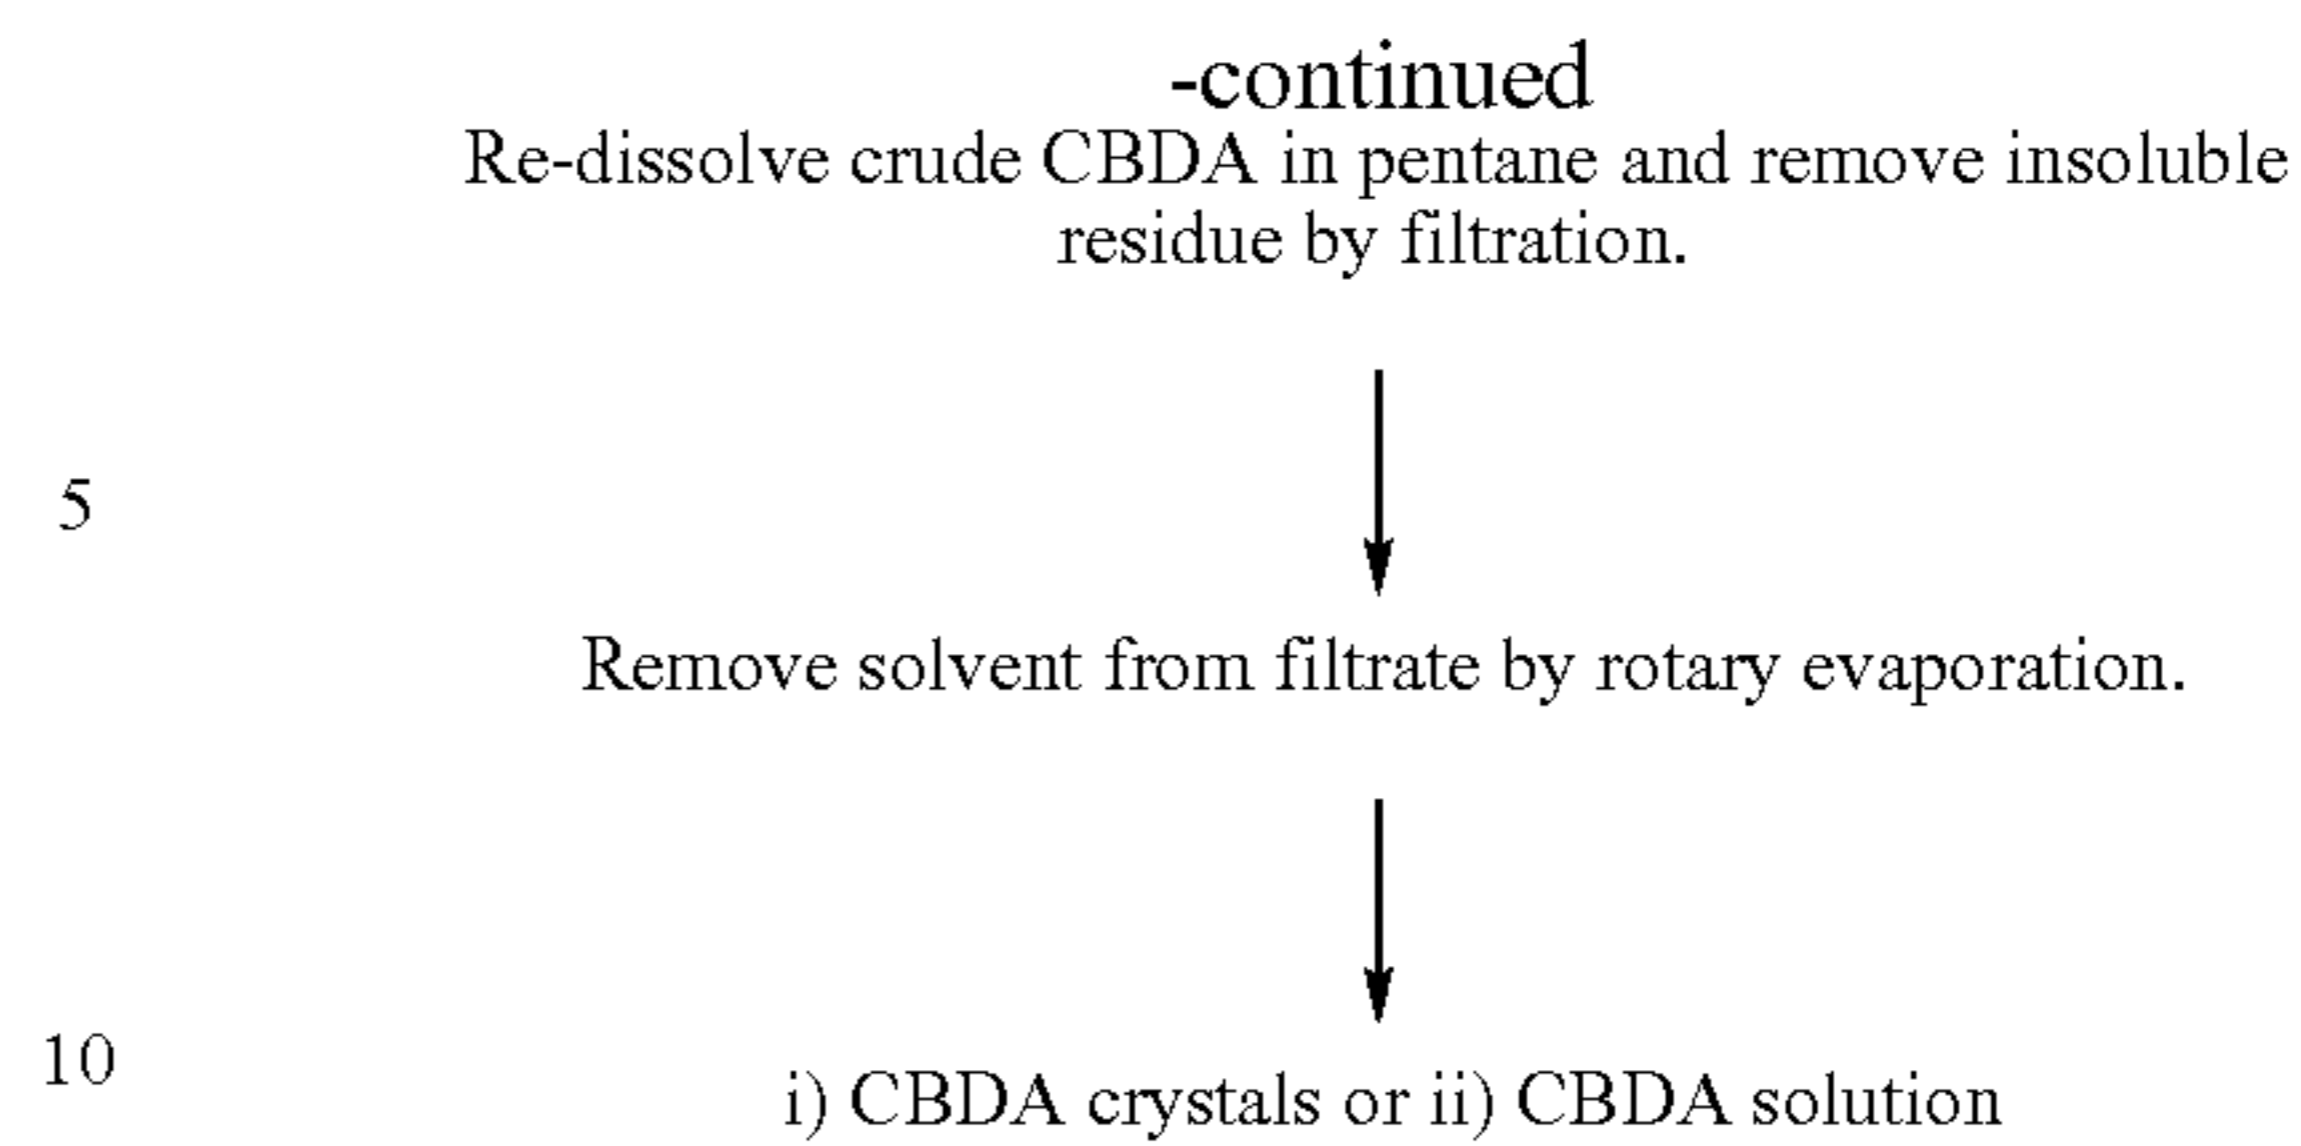 -continued
Re-dissolve crude CBDA in pentane and remove insoluble
residue by filtration.
5
Remove solvent from filtrate by rotary evaporation.
10
i) CBDA crystals or ii) CBDA solution